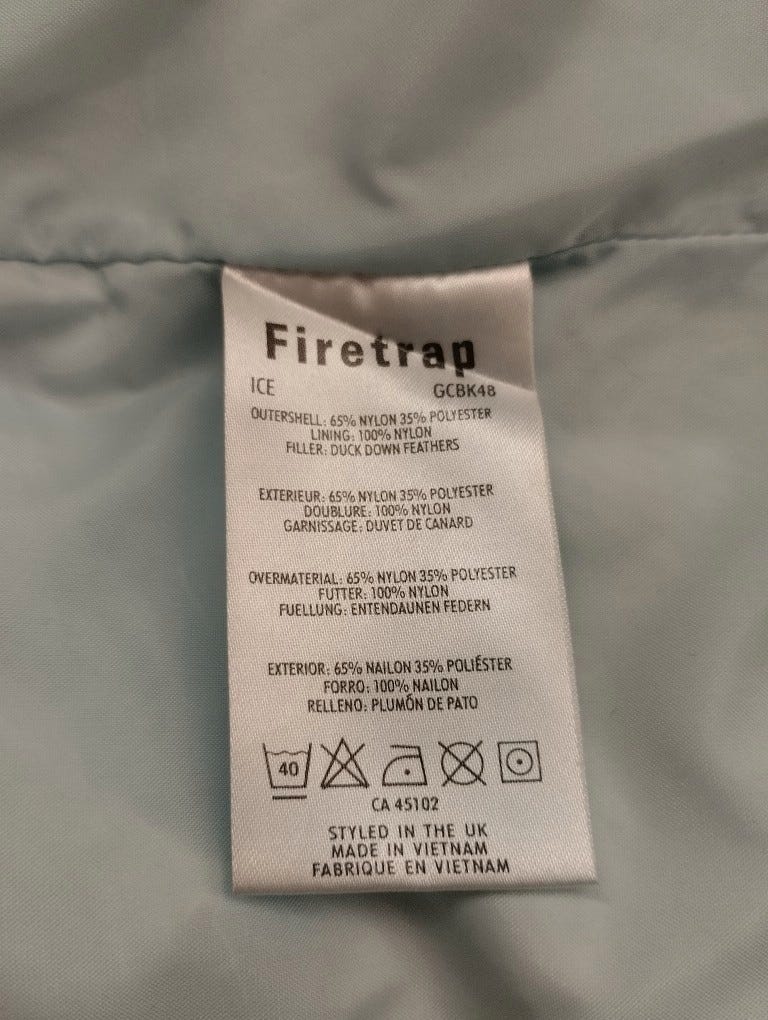 Firetrap
ICE GCBK48
OUTERSHELL: 65% NYLON 35% POLYESTER
LINING: 100% NYLON
FILLER: DUCK DOWN FEATHERS
EXTERIEUR: 65% NYLON 35% POLYESTER
DOUBLURE: 100% NYLON
GARNISSAGE: DUVET DE CANARD
OVERMATERIAL: 65% NYLON 35% POLYESTER
FUTTER: 100% NYLON
FUELLUNG: ENTENDAUNEN FEDERN
EXTERIOR: 65% NAILON 35% POLIÉSTER
FORRO: 100% NAILON
RELLENO: PLUMÓN DE PATO
40
CA 45102
STYLED IN THE UK
MADE IN VIETNAM
FABRIQUE EN VIETNAM